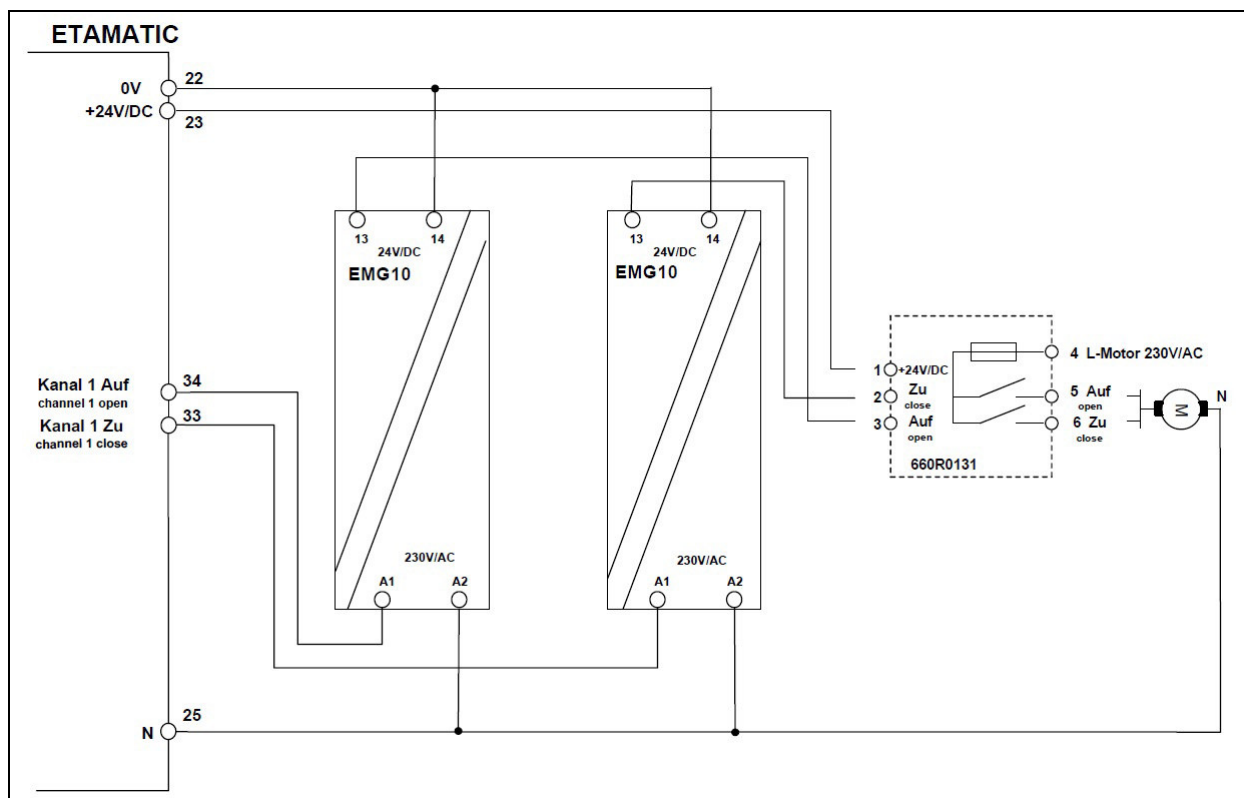 ETAMATIC
0V
22
+24V/DC
23
13
14
24V/DC
EMG10
230V/AC
A1
A2
13
14
24V/DC
EMG10
230V/AC
A1
A2
Kanal 1 Auf
channel 1 open
34
Kanal 1 Zu
channel 1 close
33
N
25
1
+24V/DC
2
Zu
close
3
Auf
open
660R0131
4 L-Motor 230V/AC
5 Auf
open
6 Zu
close
M
N